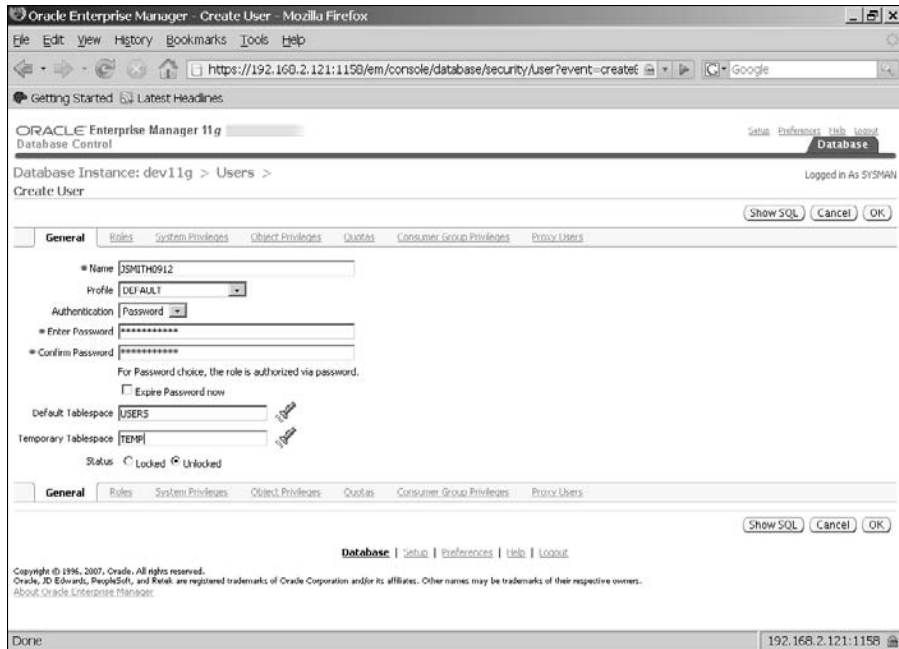 Oracle Enterprise Manager - Create User - Mozilla Firefox
File Edit View History Bookmarks Tools Help
https://192.168.2.121:1158/em/console/database/security/user?event=create Google
Getting Started Latest Headlines
ORACLE Enterprise Manager 11g Setup Preferences Help Logout
Database Control Database
Database Instance: dev11g > Users > Logged in As SYSMAN
Create User
Show SQL Cancel OK
General Roles System Privileges Object Privileges Quotas Consumer Group Privileges Proxy Users
* Name JSMITH0912
Profile DEFAULT
Authentication Password
* Enter Password ***********
* Confirm Password ***********
For Password choice, the role is authorized via password.
Expire Password now
Default Tablespace USERS
Temporary Tablespace TEMP
Status Locked Unlocked
General Roles System Privileges Object Privileges Quotas Consumer Group Privileges Proxy Users
Show SQL Cancel OK
Database | Setup | Preferences | Help | Logout
Copyright © 1996, 2007, Oracle. All rights reserved.
Oracle, JD Edwards, PeopleSoft, and Retek are registered trademarks of Oracle Corporation and/or its affiliates. Other names may be trademarks of their respective owners.
About Oracle Enterprise Manager
Done 192.168.2.121:1158